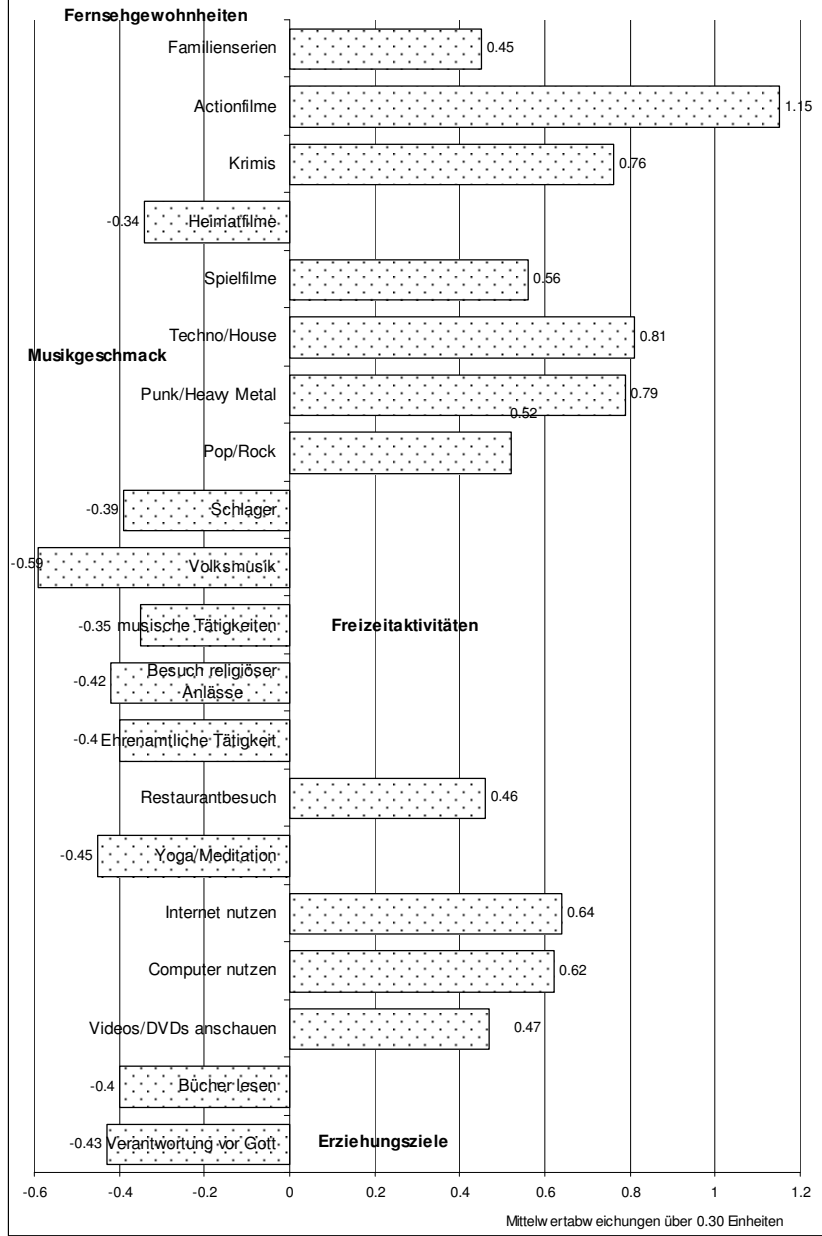 Fernsehgewohnheiten
Familienserien
0.45
Actionfilme
1.15
Krimis
0.76
-0.34
Heimatfilme
Spielfilme
0.56
Techno/House
0.81
Musikgeschmack
Punk/Heavy Metal
0.79
0.52
Pop/Rock
-0.39
Schlager
-0.59
Volksmusik
-0.35
musische Tätigkeiten
Freizeitaktivitäten
-0.42
Besuch religiöser
Anlässe
-0.4
Ehrenamtliche Tätigkeit
Restaurantbesuch
0.46
-0.45
Yoga/Meditation
Internet nutzen
0.64
Computer nutzen
0.62
Videos/DVDs anschauen
0.47
-0.4
Bücher lesen
-0.43
Verantwortung vor Gott
Erziehungsziele
-0.6 -0.4 -0.2 0 0.2 0.4 0.6 0.8 1 1.2
Mittelwertabweichungen über 0.30 Einheiten